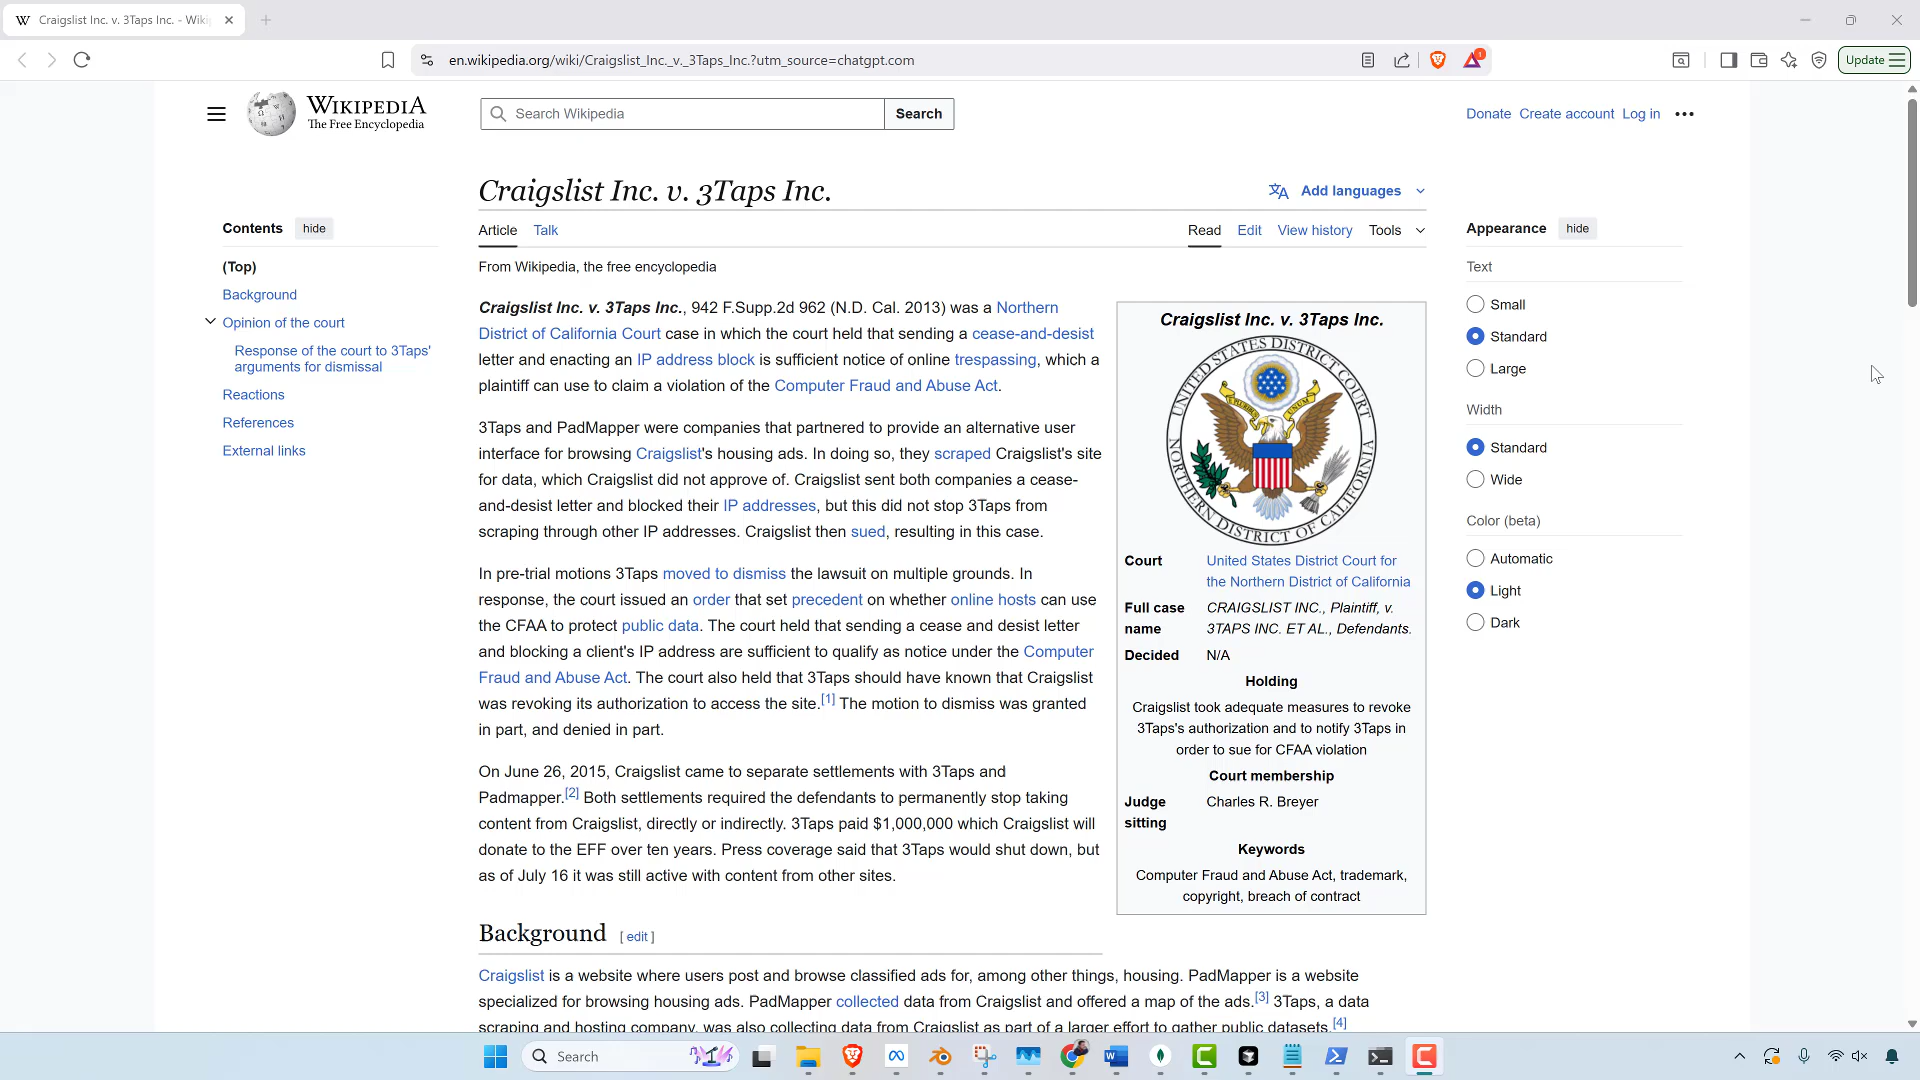 Craigslist Inc. v. 3Taps Inc. - Wiki
en.wikipedia.org/wiki/Craigslist_Inc._v._3Taps_Inc.?utm_source=chatgpt.com
1
Update
WIKIPEDIA
The Free Encyclopedia
Search Wikipedia
Search
Donate Create account Log in
Craigslist Inc. v. 3Taps Inc.
Add languages
Contents hide
(Top)
Background
Opinion of the court
Response of the court to 3Taps'
arguments for dismissal
Reactions
References
External links
Article Talk
Read Edit View history Tools
From Wikipedia, the free encyclopedia
Craigslist Inc. v. 3Taps Inc., 942 F.Supp.2d 962 (N.D. Cal. 2013) was a Northern
District of California Court case in which the court held that sending a cease-and-desist
letter and enacting an IP address block is sufficient notice of online trespassing, which a
plaintiff can use to claim a violation of the Computer Fraud and Abuse Act.
3Taps and PadMapper were companies that partnered to provide an alternative user
interface for browsing Craigslist's housing ads. In doing so, they scraped Craigslist's site
for data, which Craigslist did not approve of. Craigslist sent both companies a cease-
and-desist letter and blocked their IP addresses, but this did not stop 3Taps from
scraping through other IP addresses. Craigslist then sued, resulting in this case.
In pre-trial motions 3Taps moved to dismiss the lawsuit on multiple grounds. In
response, the court issued an order that set precedent on whether online hosts can use
the CFAA to protect public data. The court held that sending a cease and desist letter
and blocking a client's IP address are sufficient to qualify as notice under the Computer
Fraud and Abuse Act. The court also held that 3Taps should have known that Craigslist
was revoking its authorization to access the site.[1] The motion to dismiss was granted
in part, and denied in part.
On June 26, 2015, Craigslist came to separate settlements with 3Taps and
Padmapper.[2] Both settlements required the defendants to permanently stop taking
content from Craigslist, directly or indirectly. 3Taps paid $1,000,000 which Craigslist will
donate to the EFF over ten years. Press coverage said that 3Taps would shut down, but
as of July 16 it was still active with content from other sites.
Craigslist Inc. v. 3Taps Inc.
UNITED STATES DISTRICT COURT
NORTHERN DISTRICT OF CALIFORNIA
E PLURIBUS UNUM
Court United States District Court for
the Northern District of California
Full case CRAIGSLIST INC., Plaintiff, v.
name 3TAPS INC. ET AL., Defendants.
Decided N/A
Holding
Craigslist took adequate measures to revoke
3Taps's authorization and to notify 3Taps in
order to sue for CFAA violation
Court membership
Judge Charles R. Breyer
sitting
Keywords
Computer Fraud and Abuse Act, trademark,
copyright, breach of contract
Background [ edit ]
Craigslist is a website where users post and browse classified ads for, among other things, housing. PadMapper is a website
specialized for browsing housing ads. PadMapper collected data from Craigslist and offered a map of the ads.[3] 3Taps, a data
scraping and hosting company, was also collecting data from Craigslist as part of a larger effort to gather public datasets.[4]
Appearance hide
Text
Small
Standard
Large
Width
Standard
Wide
Color (beta)
Automatic
Light
Dark
Search